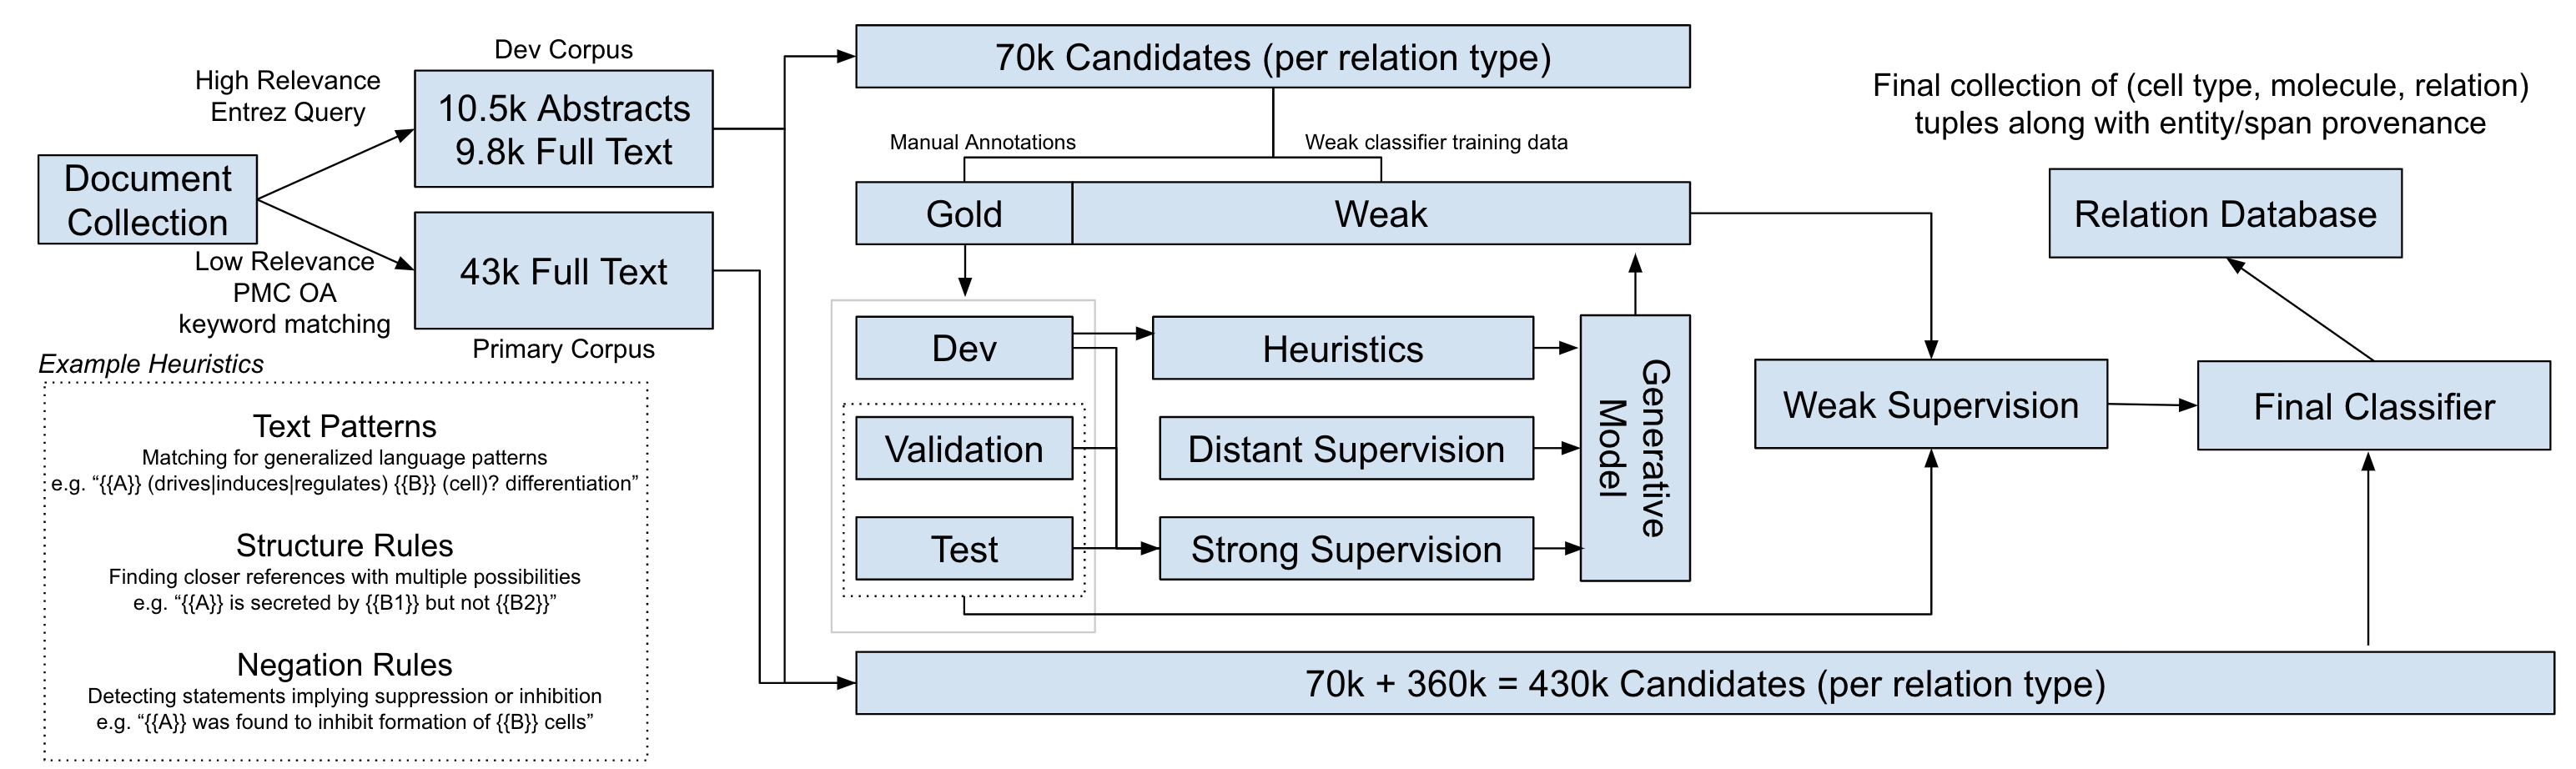 Dev Corpus
High Relevance
Entrez Query
10.5k Abstracts
9.8k Full Text
Document
Collection
43k Full Text
Low Relevance
PMC OA
keyword matching
Primary Corpus
Example Heuristics
Text Patterns
Matching for generalized language patterns
e.g. “{{A}} (drives|induces|regulates) {{B}} (cell)? differentiation”
Structure Rules
Finding closer references with multiple possibilities
e.g. “{{A}} is secreted by {{B1}} but not {{B2}}”
Negation Rules
Detecting statements implying suppression or inhibition
e.g. “{{A}} was found to inhibit formation of {{B}} cells”
70k Candidates (per relation type)
Manual Annotations
Weak classifier training data
Gold
Weak
Dev
Heuristics
Validation
Distant Supervision
Test
Strong Supervision
Generative
Model
Weak Supervision
Final Classifier
Final collection of (cell type, molecule, relation)
tuples along with entity/span provenance
Relation Database
70k + 360k = 430k Candidates (per relation type)